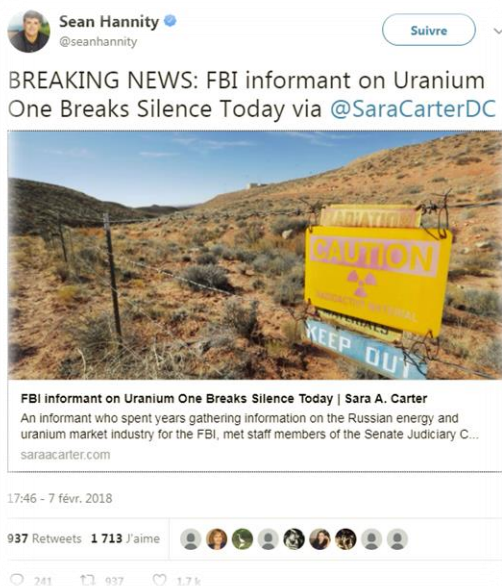 Sean Hannity
@seanhannity
Suivre
BREAKING NEWS: FBI informant on Uranium
One Breaks Silence Today via @SaraCarterDC
RADIATION
CAUTION
RADIOACTIVE MATERIAL
KEEP OUT
FBI informant on Uranium One Breaks Silence Today | Sara A. Carter
An informant who spent years gathering information on the Russian energy and
uranium market industry for the FBI, met staff members of the Senate Judiciary C...
saraacarter.com
17:46 - 7 févr. 2018
937 Retweets 1 713 J'aime
241 937 1,7 k